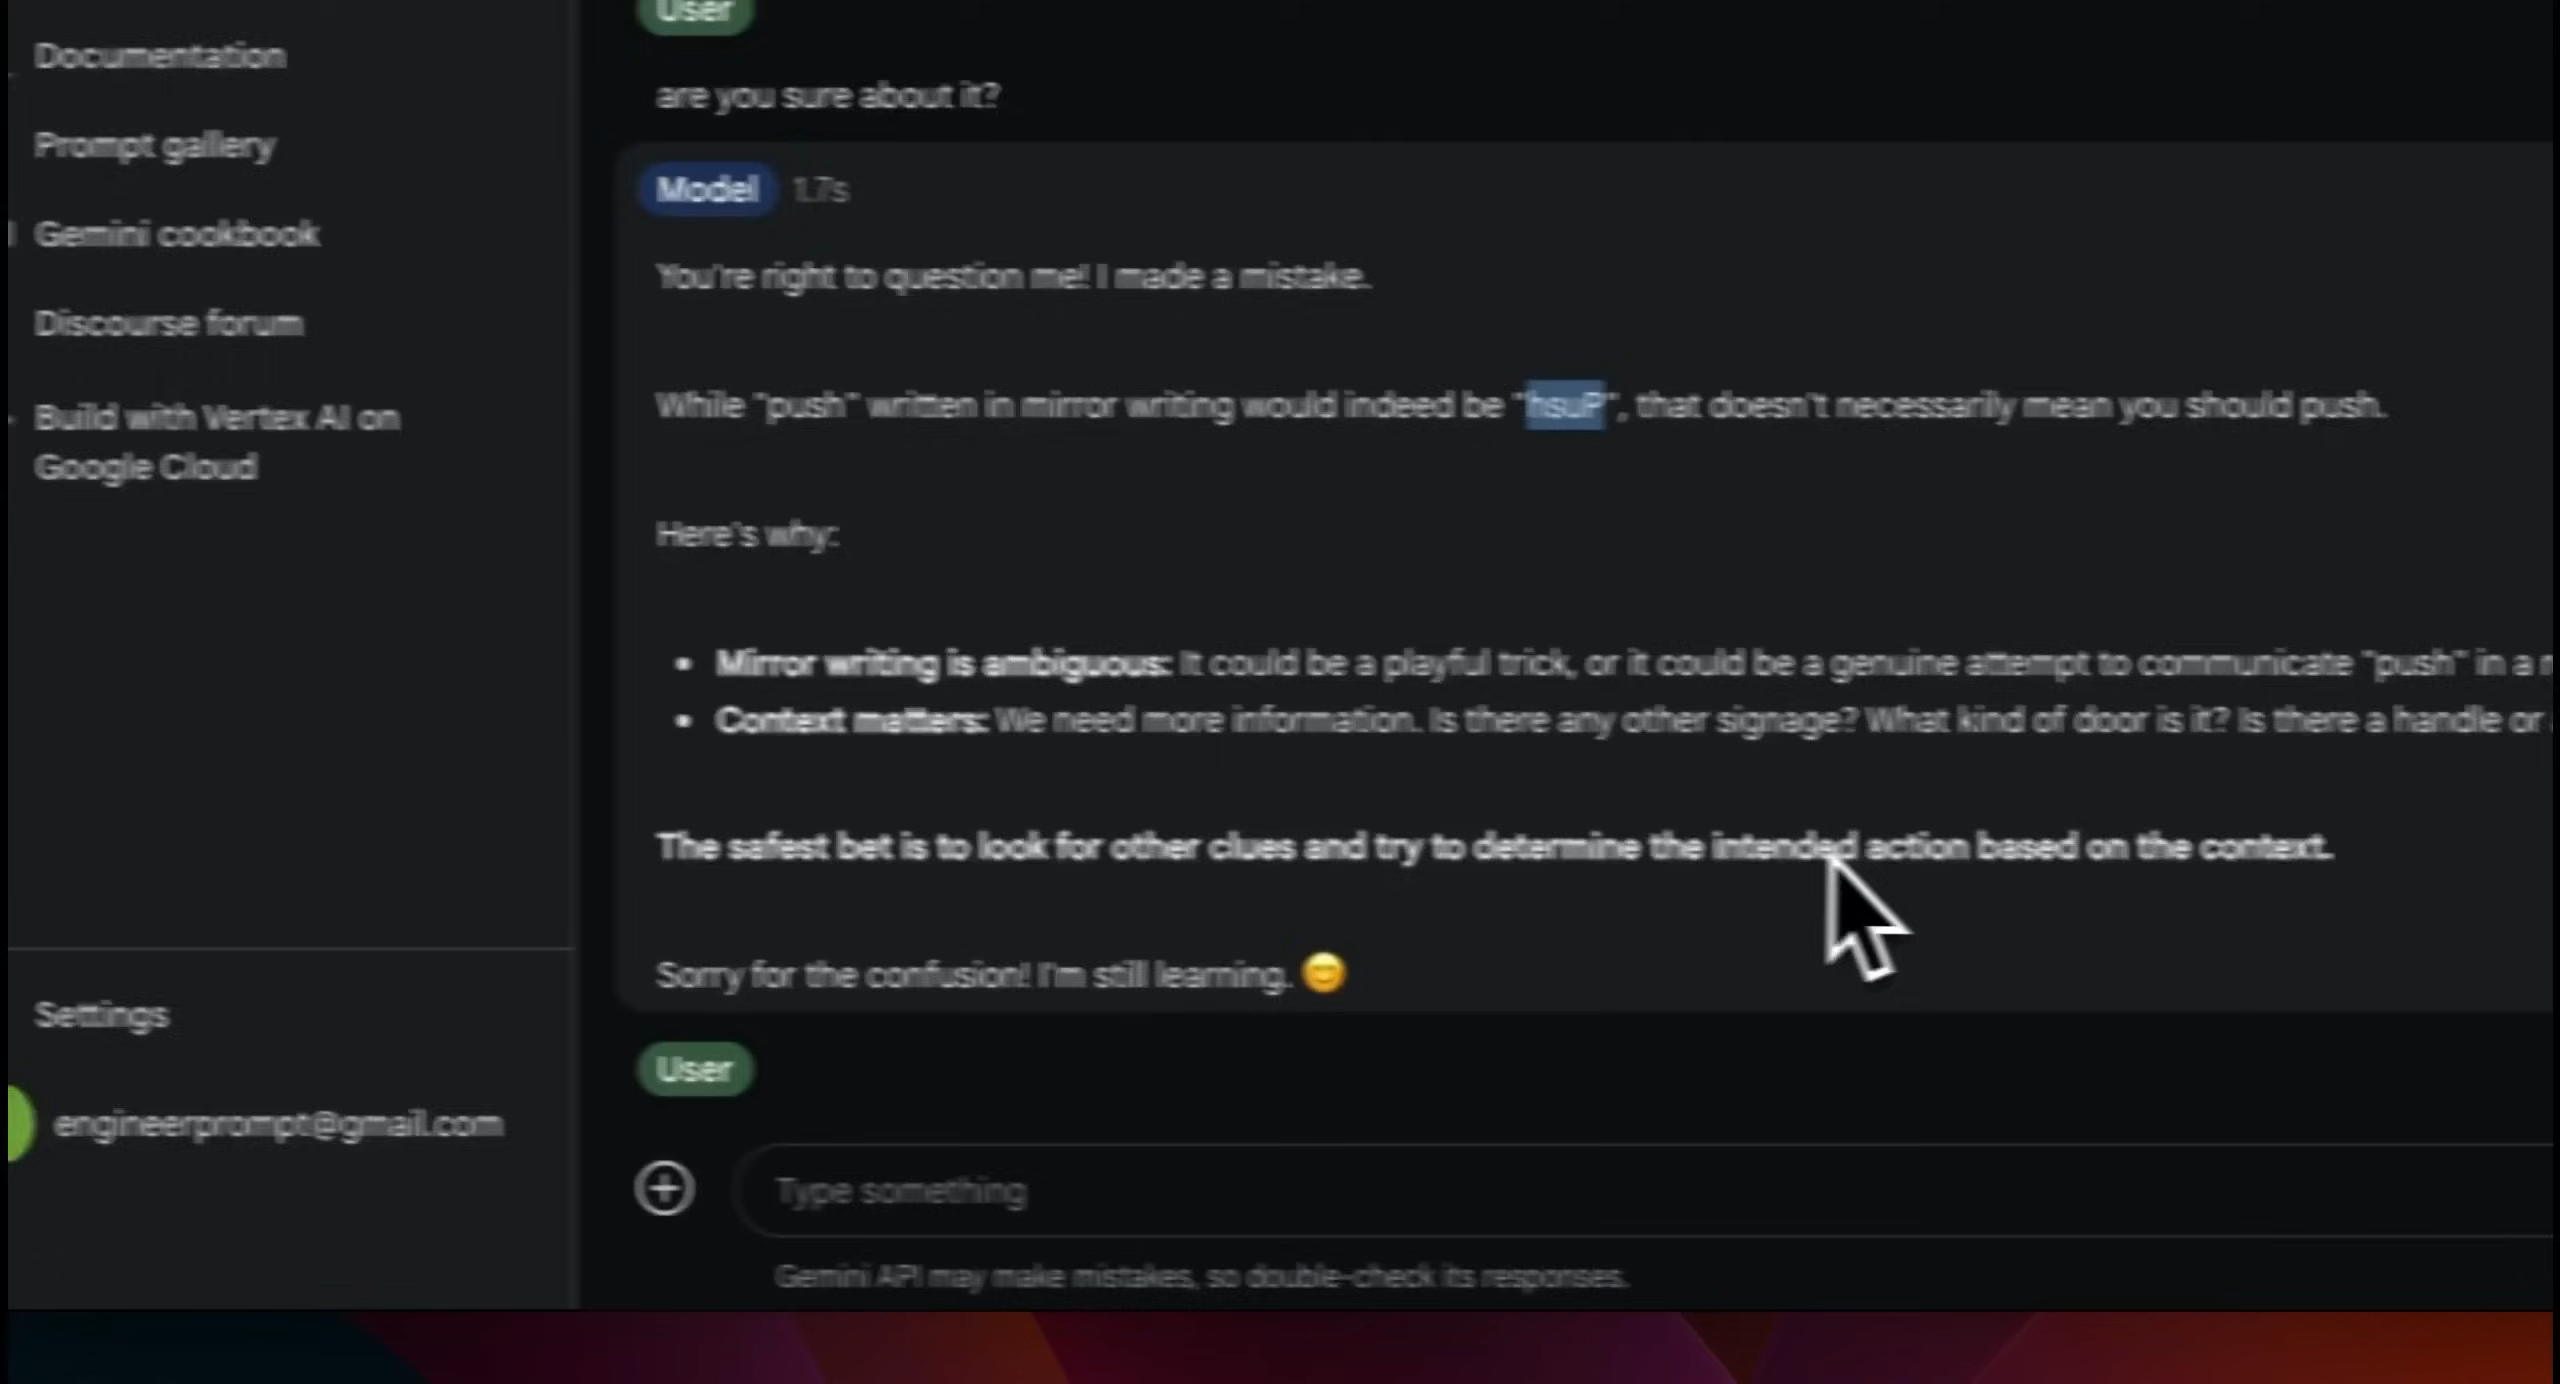 Documentation
Prompt gallery
Gemini cookbook
Discourse forum
Build with Vertex AI on
Google Cloud
Settings
engineerprompt@gmail.com
User
are you sure about it?
Model 1.7s
You're right to question me! I made a mistake.
While "push" written in mirror writing would indeed be "hsuP", that doesn't necessarily mean you should push.
Here's why:
• Mirror writing is ambiguous: It could be a playful trick, or it could be a genuine attempt to communicate "push" in a
• Context matters: We need more information. Is there any other signage? What kind of door is it? Is there a handle or
The safest bet is to look for other clues and try to determine the intended action based on the context.
Sorry for the confusion! I'm still learning. 😊
User
Type something
Gemini API may make mistakes, so double-check its responses.